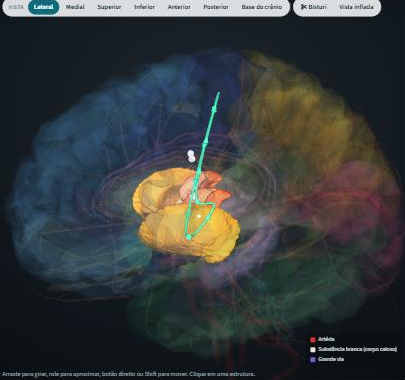 VISTA Lateral Medial Superior Inferior Anterior Posterior Base do crânio Bisturi Vista inflada
Artéria
Substância branca (corpo caloso)
Grande via
Arraste para girar, role para aproximar, botão direito ou Shift para mover. Clique em uma estrutura.